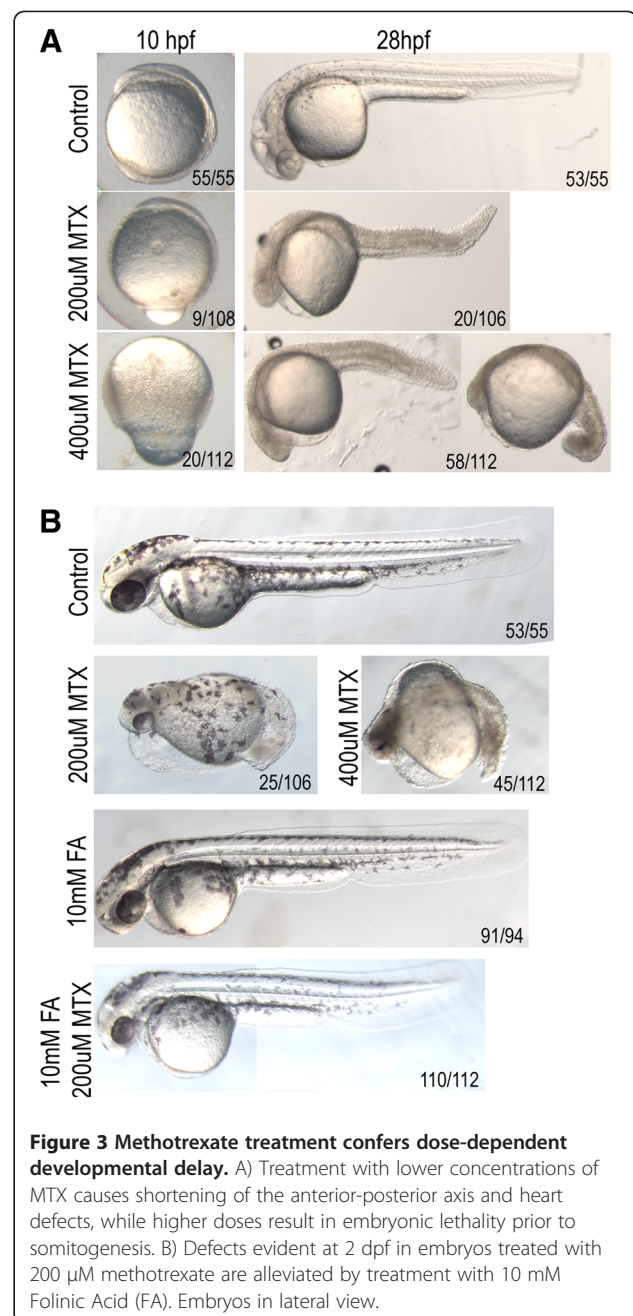 A
10 hpf
28hpf
Control
55/55
53/55
200uM MTX
9/108
20/106
400uM MTX
20/112
58/112
B
Control
53/55
200uM MTX
25/106
400uM MTX
45/112
10mM FA
91/94
10mM FA
200uM MTX
110/112
Figure 3 Methotrexate treatment confers dose-dependent
developmental delay. A) Treatment with lower concentrations of
MTX causes shortening of the anterior-posterior axis and heart
defects, while higher doses result in embryonic lethality prior to
somitogenesis. B) Defects evident at 2 dpf in embryos treated with
200 μM methotrexate are alleviated by treatment with 10 mM
Folinic Acid (FA). Embryos in lateral view.